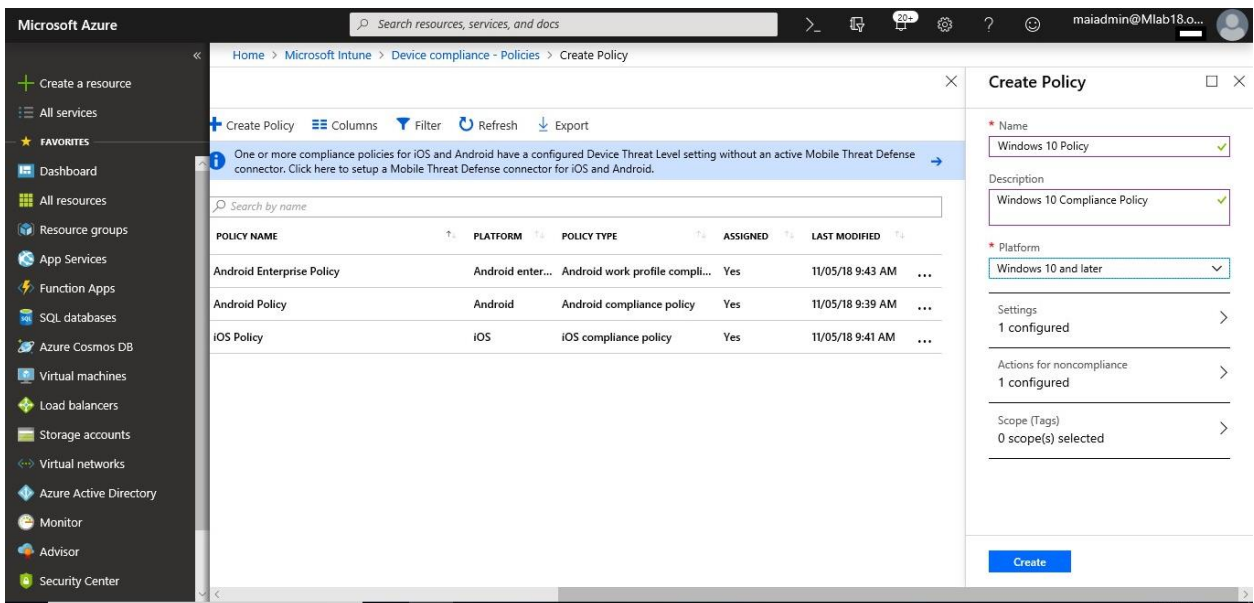 Microsoft Azure
Search resources, services, and docs
20+
maiadmin@Mlab18.o...
Home > Microsoft Intune > Device compliance - Policies > Create Policy
Create a resource
All services
FAVORITES
Dashboard
All resources
Resource groups
App Services
Function Apps
SQL databases
Azure Cosmos DB
Virtual machines
Load balancers
Storage accounts
Virtual networks
Azure Active Directory
Monitor
Advisor
Security Center
Create Policy Columns Filter Refresh Export
One or more compliance policies for iOS and Android have a configured Device Threat Level setting without an active Mobile Threat Defense
connector. Click here to setup a Mobile Threat Defense connector for iOS and Android.
Search by name
POLICY NAME PLATFORM POLICY TYPE ASSIGNED LAST MODIFIED
Android Enterprise Policy Android enter... Android work profile compli... Yes 11/05/18 9:43 AM ...
Android Policy Android Android compliance policy Yes 11/05/18 9:39 AM ...
iOS Policy iOS iOS compliance policy Yes 11/05/18 9:41 AM ...
Create Policy
* Name
Windows 10 Policy
Description
Windows 10 Compliance Policy
* Platform
Windows 10 and later
Settings
1 configured
Actions for noncompliance
1 configured
Scope (Tags)
0 scope(s) selected
Create